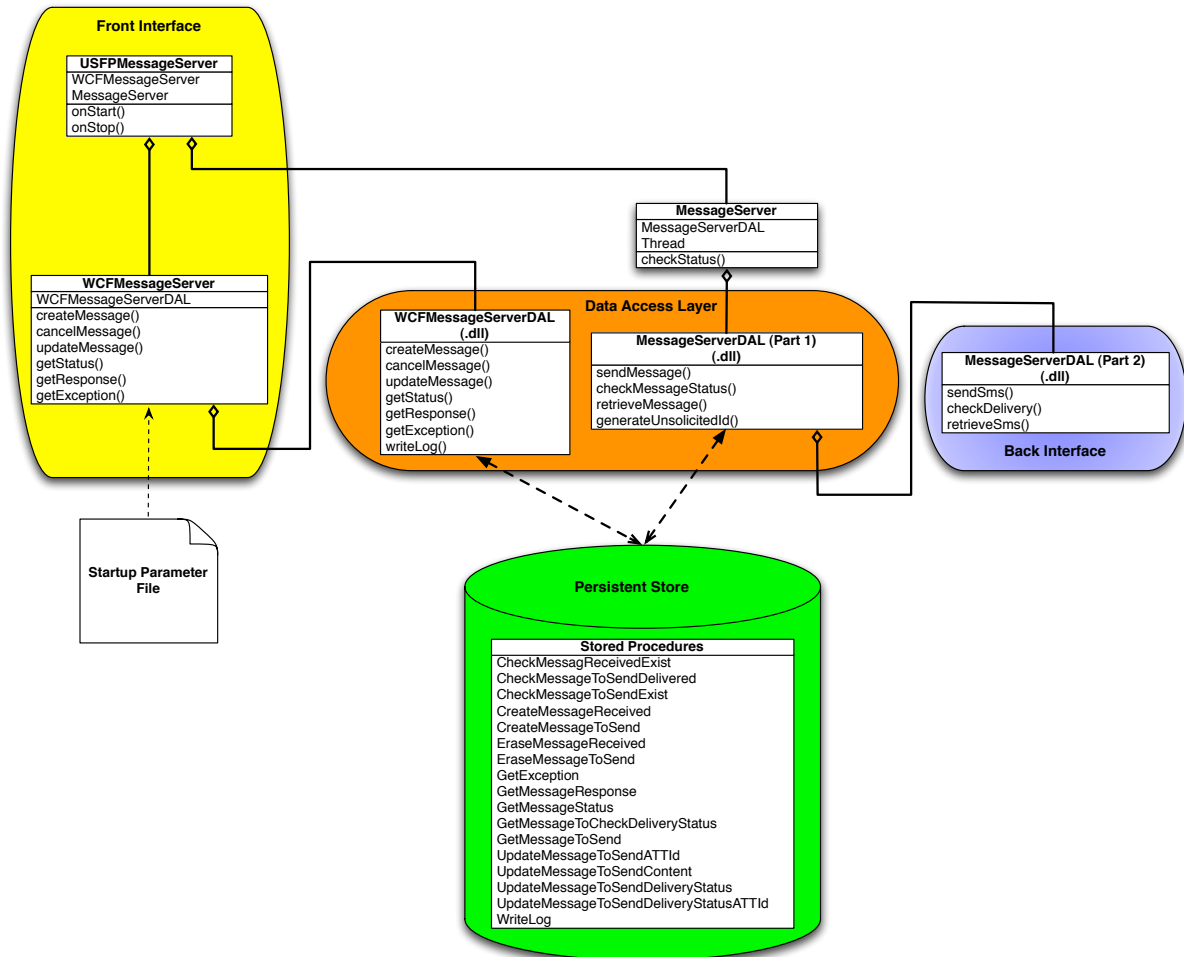 Front Interface
USFPMessageServer
WCFMessageServer
MessageServer
onStart()
onStop()
MessageServer
MessageServerDAL
Thread
checkStatus()
WCFMessageServer
WCFMessageServerDAL
createMessage()
cancelMessage()
updateMessage()
getStatus()
getResponse()
getException()
Data Access Layer
WCFMessageServerDAL
(.dll)
createMessage()
cancelMessage()
updateMessage()
getStatus()
getResponse()
getException()
writeLog()
MessageServerDAL (Part 1)
(.dll)
sendMessage()
checkMessageStatus()
retrieveMessage()
generateUnsolicitedId()
MessageServerDAL (Part 2)
(.dll)
sendSms()
checkDelivery()
retrieveSms()
Back Interface
Startup Parameter
File
Persistent Store
Stored Procedures
CheckMessagReceivedExist
CheckMessageToSendDelivered
CheckMessageToSendExist
CreateMessageReceived
CreateMessageToSend
EraseMessageReceived
EraseMessageToSend
GetException
GetMessageResponse
GetMessageStatus
GetMessageToCheckDeliveryStatus
GetMessageToSend
UpdateMessageToSendATTId
UpdateMessageToSendContent
UpdateMessageToSendDeliveryStatus
UpdateMessageToSendDeliveryStatusATTId
WriteLog